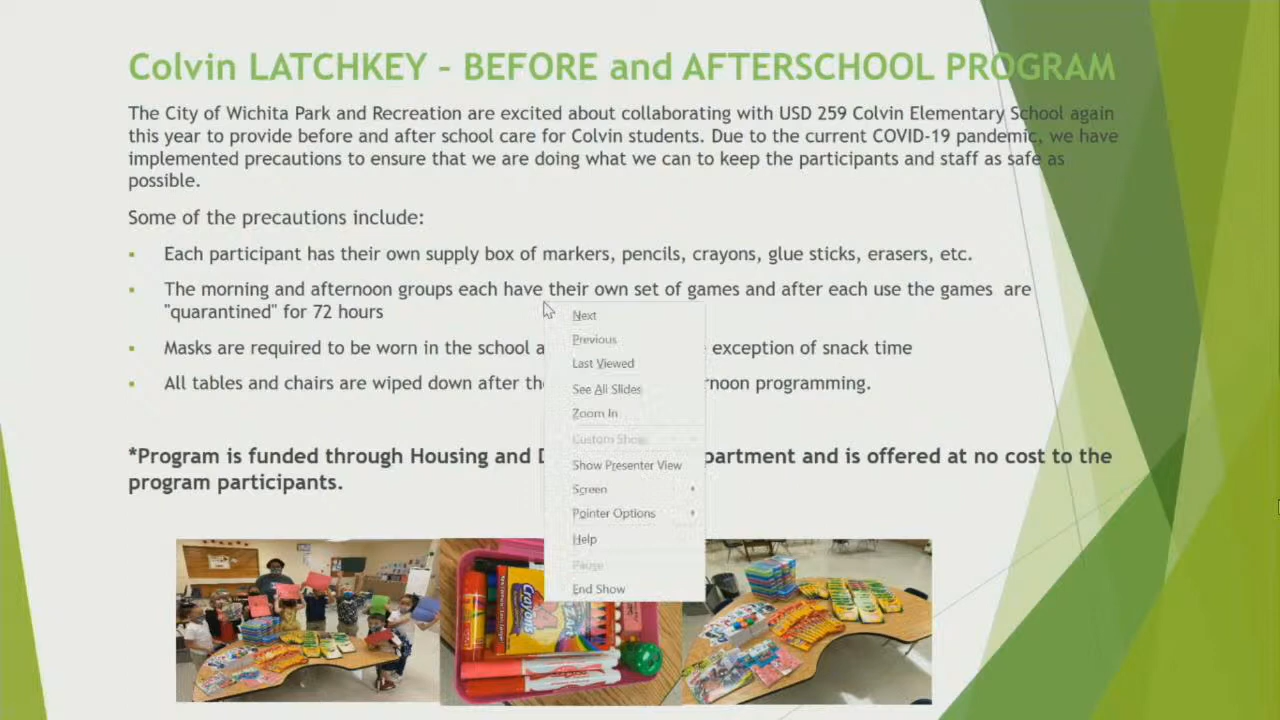 Colvin LATCHKEY – BEFORE and AFTERSCHOOL PROGRAM
The City of Wichita Park and Recreation are excited about collaborating with USD 259 Colvin Elementary School again
this year to provide before and after school care for Colvin students. Due to the current COVID-19 pandemic, we have
implemented precautions to ensure that we are doing what we can to keep the participants and staff as safe as
possible.
Some of the precautions include:
▪ Each participant has their own supply box of markers, pencils, crayons, glue sticks, erasers, etc.
▪ The morning and afternoon groups each have their own set of games and after each use the games are
"quarantined" for 72 hours
▪ Masks are required to be worn in the school exception of snack time
▪ All tables and chairs are wiped down after programming.
*Program is funded through Housing and and is offered at no cost to the
program participants.
Next
Previous
Last Viewed
See All Slides
Zoom In
Custom Show
Show Presenter View
Screen
Pointer Options
Help
Pause
End Show
Crayons